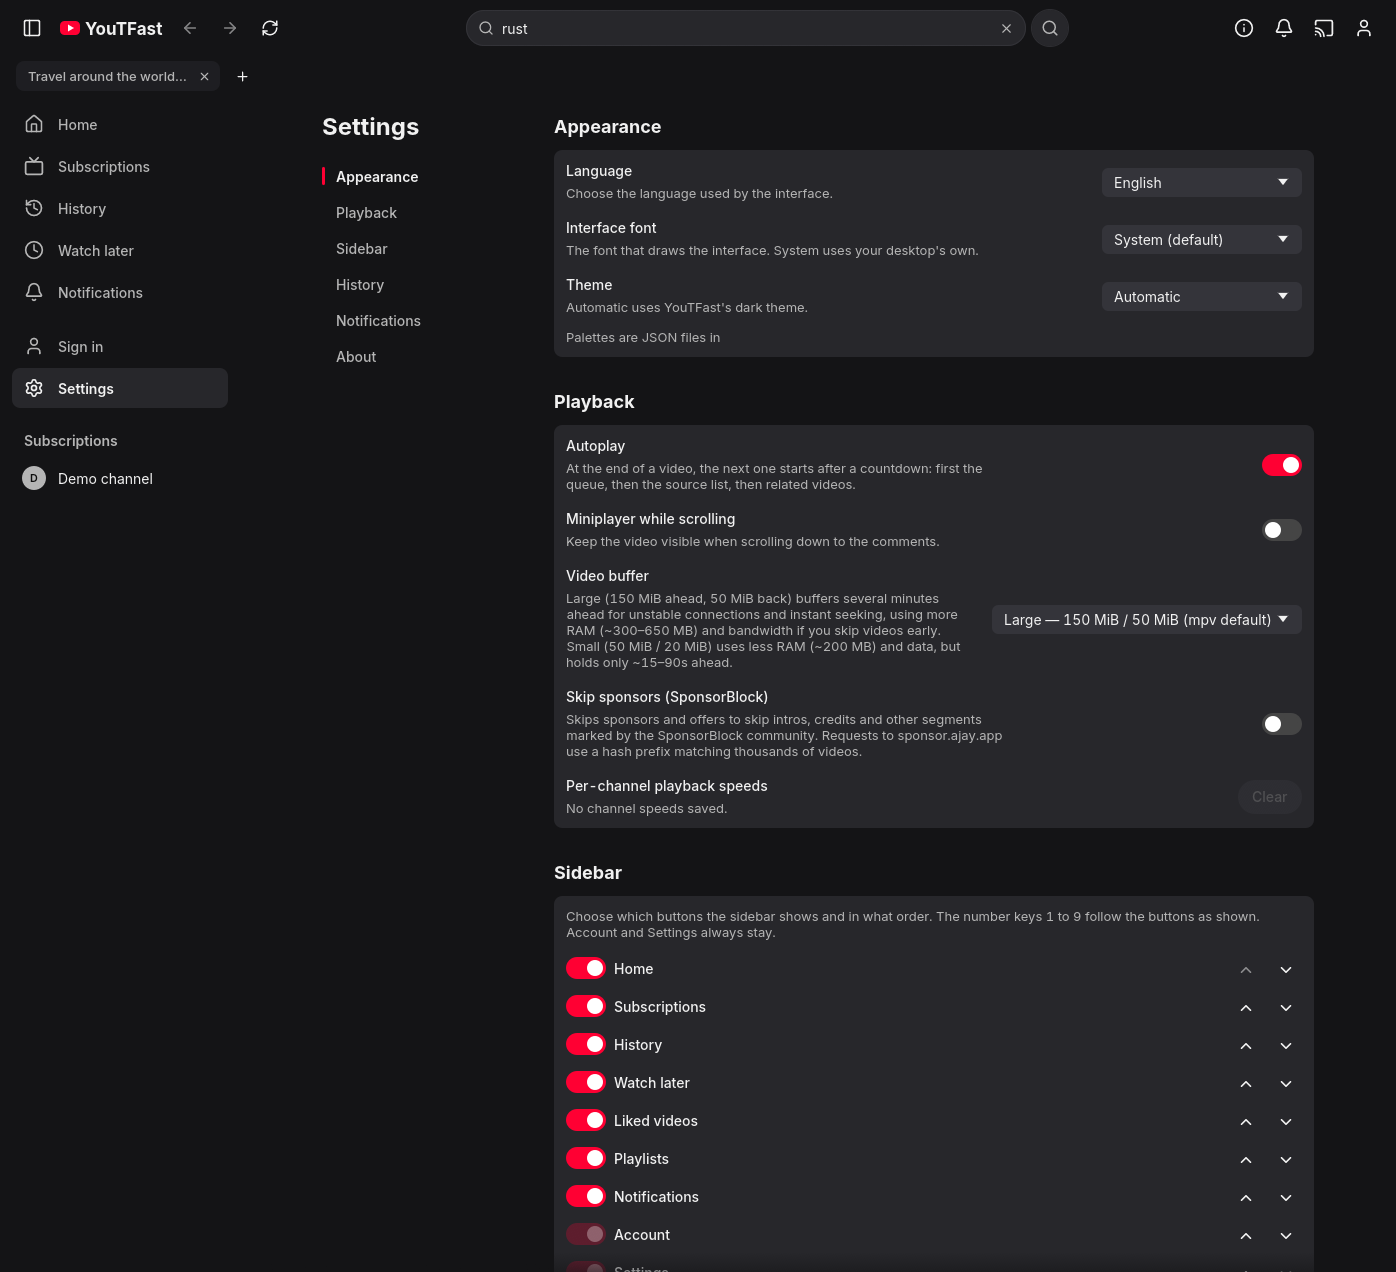 YouTFast
rust
Travel around the world...
Home
Subscriptions
History
Watch later
Notifications
Sign in
Settings
Subscriptions
D
Demo channel
Settings
Appearance
Playback
Sidebar
History
Notifications
About
Appearance
Language
Choose the language used by the interface.
English
Interface font
The font that draws the interface. System uses your desktop's own.
System (default)
Theme
Automatic uses YouTFast's dark theme.
Automatic
Palettes are JSON files in
Playback
Autoplay
At the end of a video, the next one starts after a countdown: first the
queue, then the source list, then related videos.
Miniplayer while scrolling
Keep the video visible when scrolling down to the comments.
Video buffer
Large (150 MiB ahead, 50 MiB back) buffers several minutes
ahead for unstable connections and instant seeking, using more
RAM (~300–650 MB) and bandwidth if you skip videos early.
Small (50 MiB / 20 MiB) uses less RAM (~200 MB) and data, but
holds only ~15–90s ahead.
Large — 150 MiB / 50 MiB (mpv default)
Skip sponsors (SponsorBlock)
Skips sponsors and offers to skip intros, credits and other segments
marked by the SponsorBlock community. Requests to sponsor.ajay.app
use a hash prefix matching thousands of videos.
Per-channel playback speeds
No channel speeds saved.
Clear
Sidebar
Choose which buttons the sidebar shows and in what order. The number keys 1 to 9 follow the buttons as shown.
Account and Settings always stay.
Home
Subscriptions
History
Watch later
Liked videos
Playlists
Notifications
Account
Settings